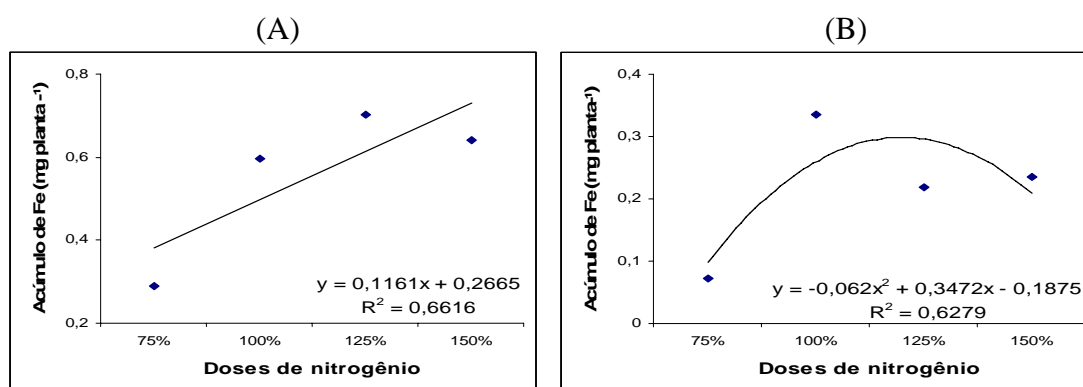 (A)
(B)
Acúmulo de Fe (mg planta-¹)
0,8
0,6
0,4
0,2
y = 0,1161x + 0,2665
R² = 0,6616
75% 100% 125% 150%
Doses de nitrogênio
Acúmulo de Fe (mg planta-¹)
0,4
0,3
0,2
0,1
0
y = -0,062x² + 0,3472x - 0,1875
R² = 0,6279
75% 100% 125% 150%
Doses de nitrogênio